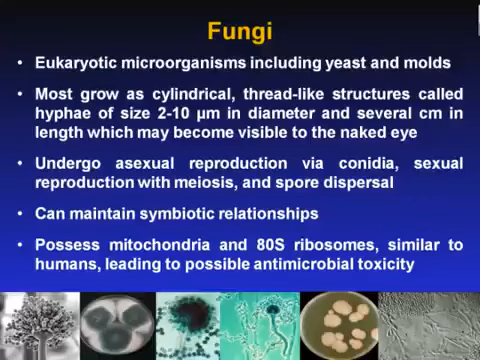 Fungi
• Eukaryotic microorganisms including yeast and molds
• Most grow as cylindrical, thread-like structures called
hyphae of size 2-10 µm in diameter and several cm in
length which may become visible to the naked eye
• Undergo asexual reproduction via conidia, sexual
reproduction with meiosis, and spore dispersal
• Can maintain symbiotic relationships
• Possess mitochondria and 80S ribosomes, similar to
humans, leading to possible antimicrobial toxicity